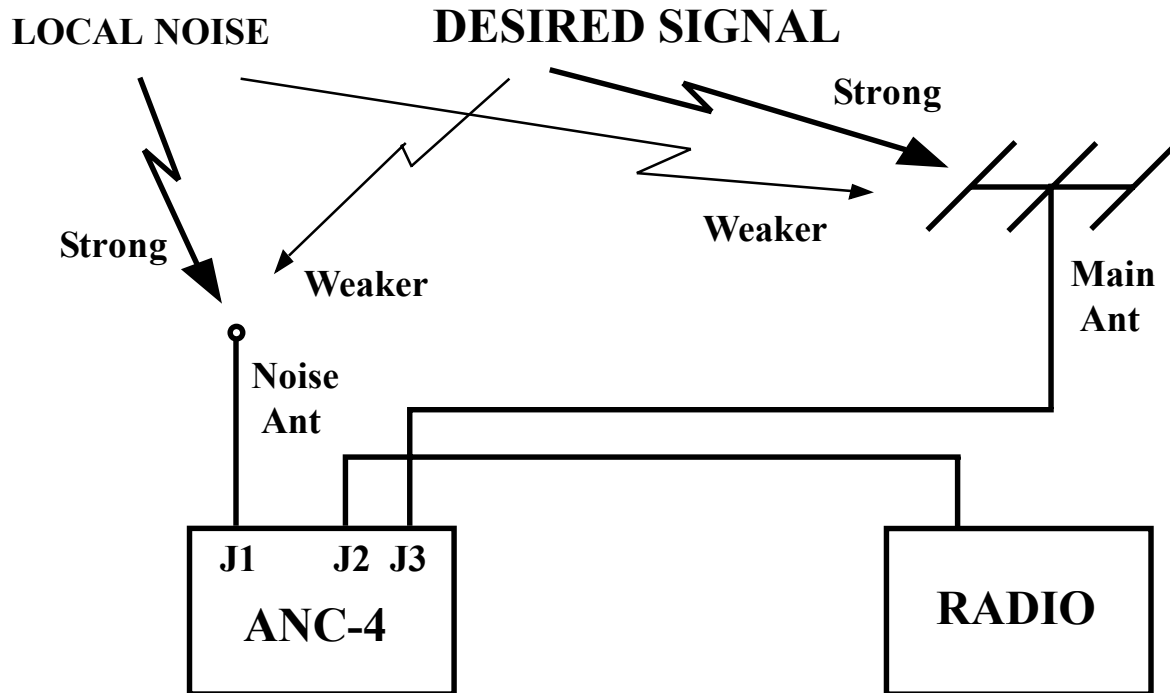 LOCAL NOISE
DESIRED SIGNAL
Strong
Strong
Weaker
Weaker
Main
Ant
Noise
Ant
J1 J2 J3
ANC-4
RADIO